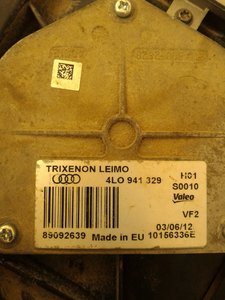 TRIXENON LEIMO
4L0 941 329
H01
S0010
Valeo
VF2
03/06/12
89092639 Made in EU 10156336E